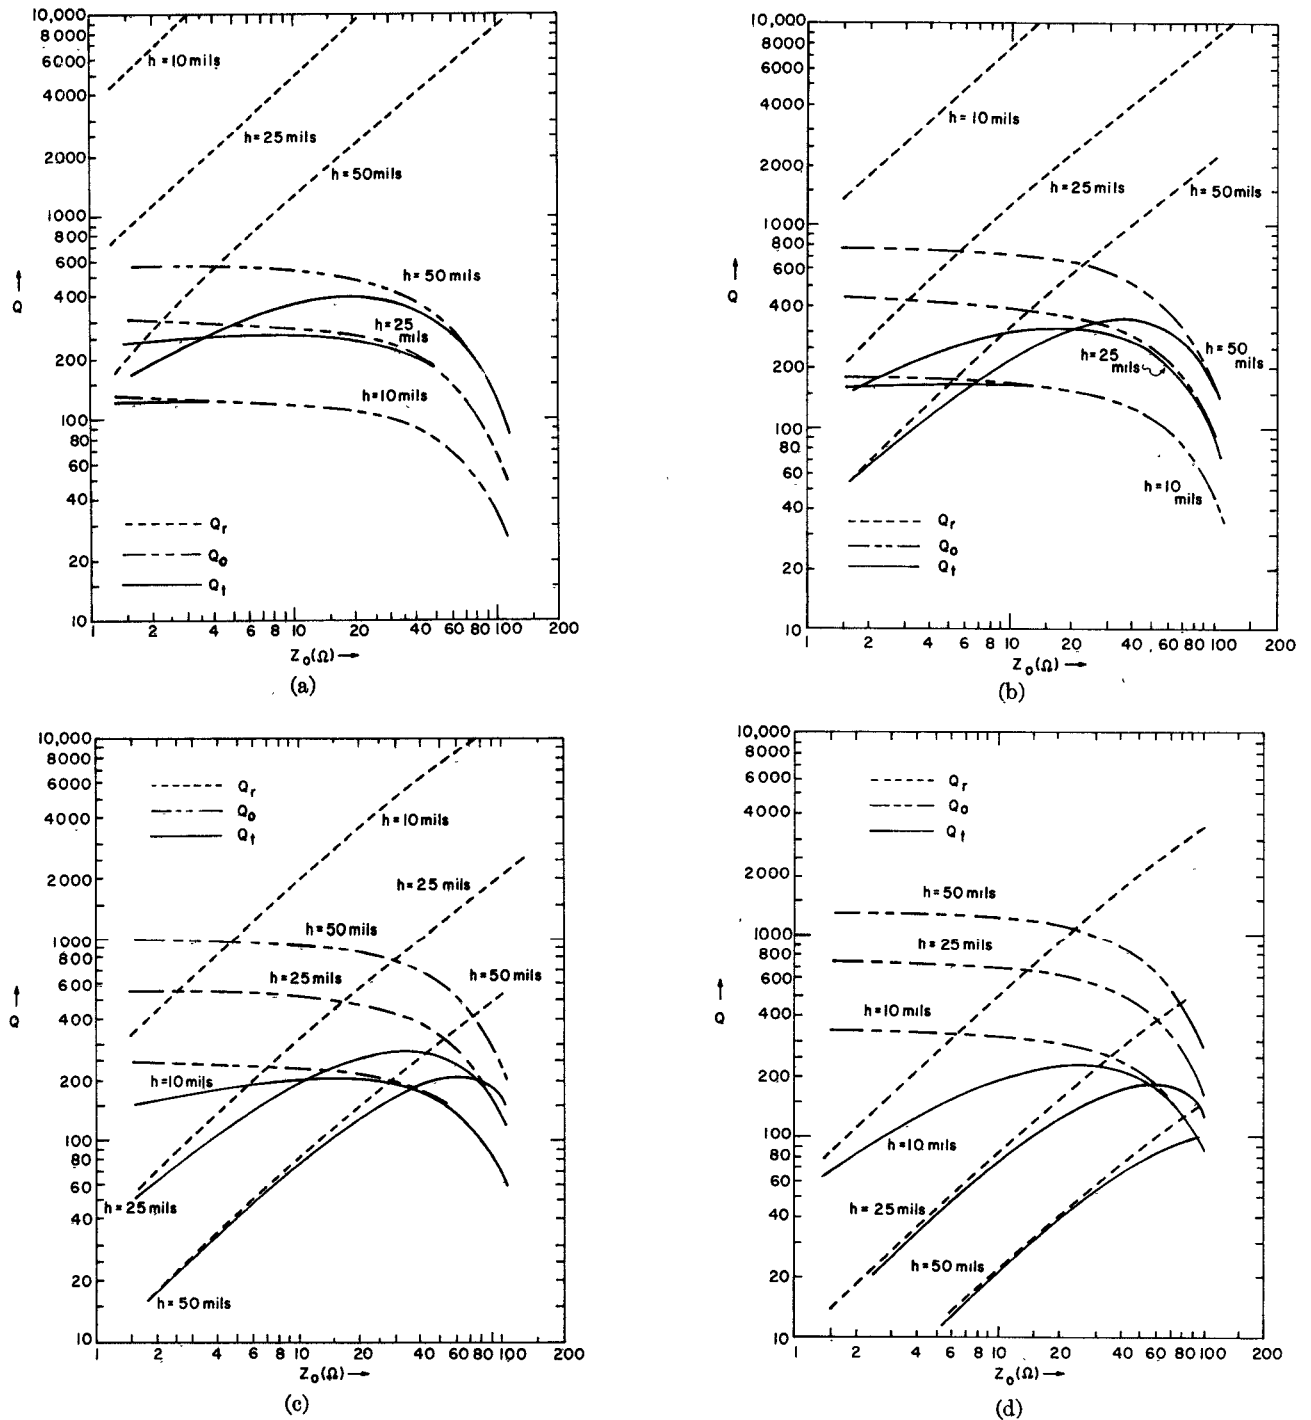 10,000
8000
6000
4000
2000
1000
800
600
400
200
100
80
60
40
20
10
Q
h = 10 mils
h = 25 mils
h = 50 mils
h = 50 mils
h = 25
mils
h = 10 mils
Qr
Qo
Qt
1 2 4 6 8 10 20 40 60 80 100 200
Zo(Ω)
(a)
10,000
8000
6000
4000
2000
1000
800
600
400
200
100
80
60
40
20
10
Q
h = 10 mils
h = 25 mils
h = 50 mils
h = 50
mils
h = 25
mils
h = 10
mils
Qr
Qo
Qt
1 2 4 6 8 10 20 40 60 80 100 200
Zo(Ω)
(b)
10,000
8000
6000
4000
2000
1000
800
600
400
200
100
80
60
40
20
10
Q
Qr
Qo
Qt
h = 10 mils
h = 25 mils
h = 50 mils
h = 25 mils
h = 50 mils
h = 10 mils
h = 25 mils
h = 50 mils
1 2 4 6 8 10 20 40 60 80 100 200
Zo(Ω)
(c)
10,000
8000
6000
4000
2000
1000
800
600
400
200
100
80
60
40
20
10
Q
Qr
Qo
Qt
h = 50 mils
h = 25 mils
h = 10 mils
h = 10 mils
h = 25 mils
h = 50 mils
1 2 4 6 8 10 20 40 60 80 100 200
Zo(Ω)
(d)